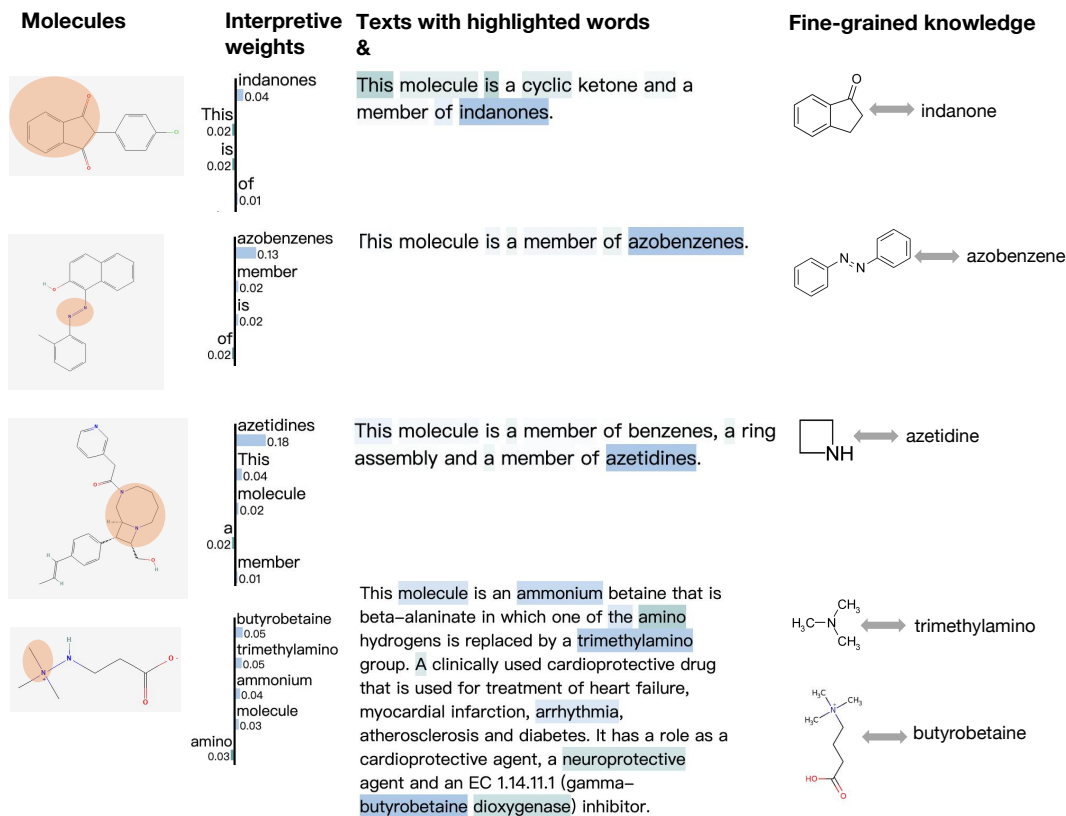 Molecules
Interpretive
weights
Texts with highlighted words
&
Fine-grained knowledge
indanones
0.04
This
0.02
is
0.02
of
0.01
This molecule is a cyclic ketone and a
member of indanones.
O
indanone
azobenzenes
0.13
member
0.02
is
0.02
of
0.02
This molecule is a member of azobenzenes.
N
N
azobenzene
azetidines
0.18
This
0.04
molecule
0.02
a
0.02
member
0.01
This molecule is a member of benzenes, a ring
assembly and a member of azetidines.
NH
azetidine
butyrobetaine
0.05
trimethylamino
0.05
ammonium
0.04
molecule
0.03
amino
0.03
This molecule is an ammonium betaine that is
beta-alaninate in which one of the amino
hydrogens is replaced by a trimethylamino
group. A clinically used cardioprotective drug
that is used for treatment of heart failure,
myocardial infarction, arrhythmia,
atherosclerosis and diabetes. It has a role as a
cardioprotective agent, a neuroprotective
agent and an EC 1.14.11.1 (gamma-
butyrobetaine dioxygenase) inhibitor.
CH3
H3C
N
CH3
trimethylamino
H3C
N+
CH3
H3C
HO
O
butyrobetaine